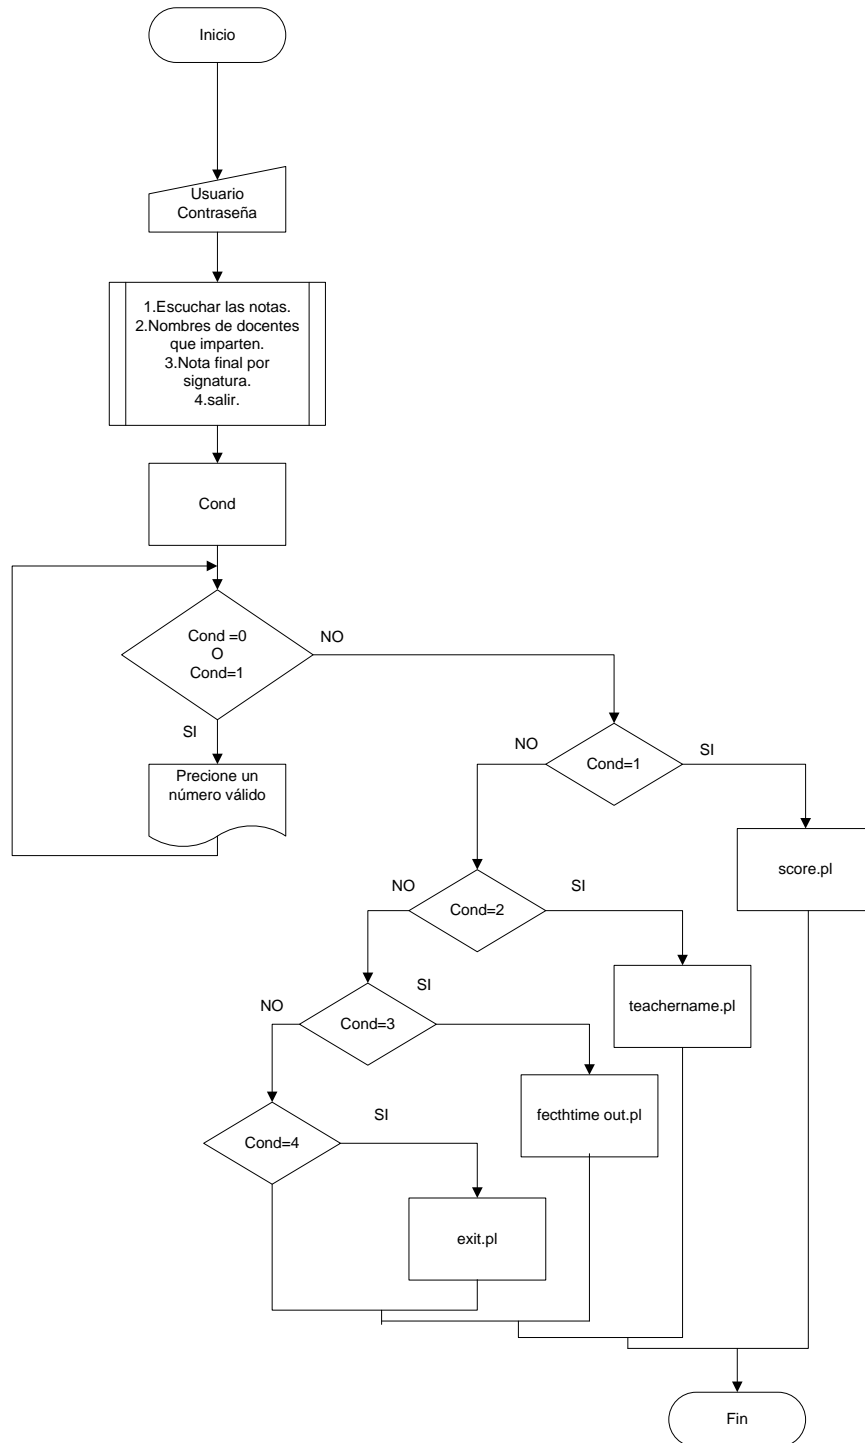 Inicio
Usuario
Contraseña
1.Escuchar las notas.
2.Nombres de docentes
que imparten.
3.Nota final por
signatura.
4.salir.
Cond
Cond =0
O
Cond=1
NO
SI
Precione un
número válido
Cond=1
NO
SI
score.pl
Cond=2
NO
SI
teachername.pl
Cond=3
NO
SI
fecthtime out.pl
Cond=4
SI
exit.pl
Fin